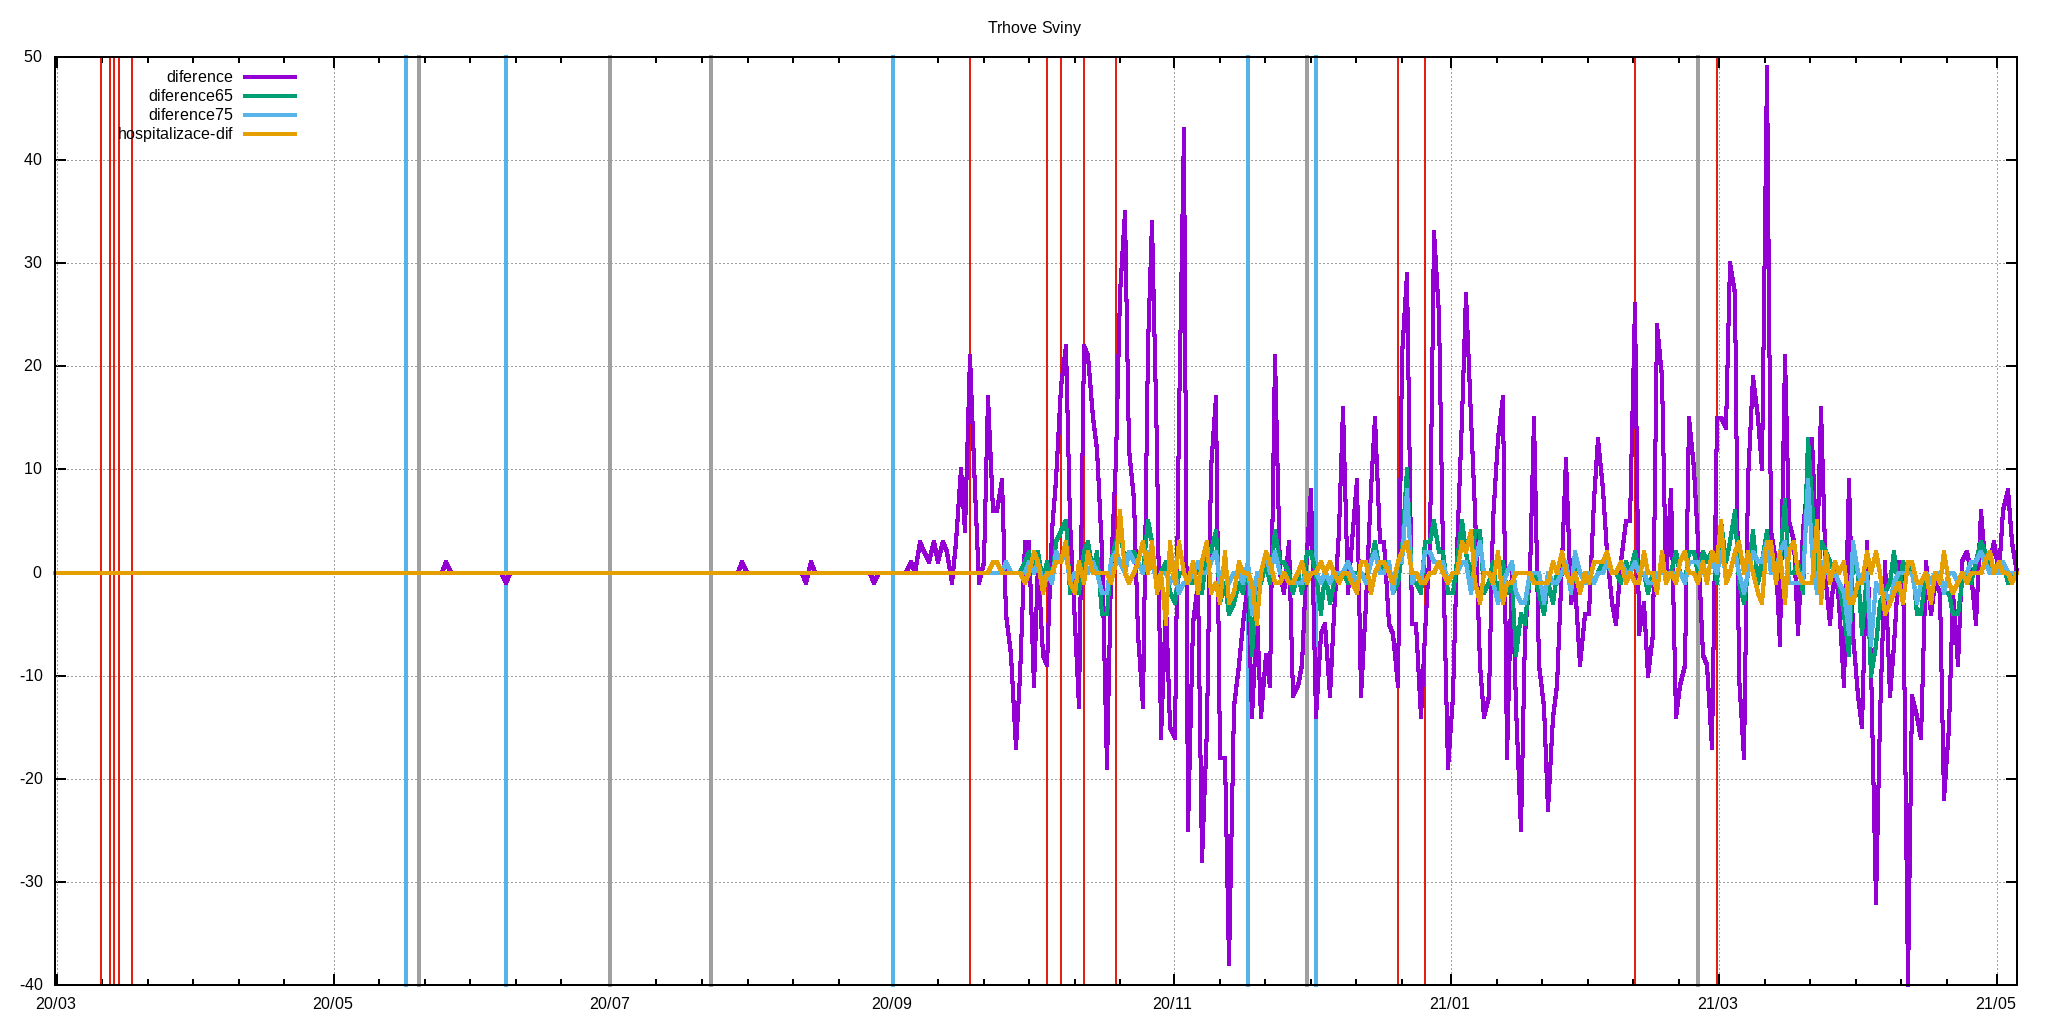 Trhove Sviny
50
diference
diference65
diference75
hospitalizace-dif
40
30
20
10
0
-10
-20
-30
-40
20/03 20/05 20/07 20/09 20/11 21/01 21/03 21/05